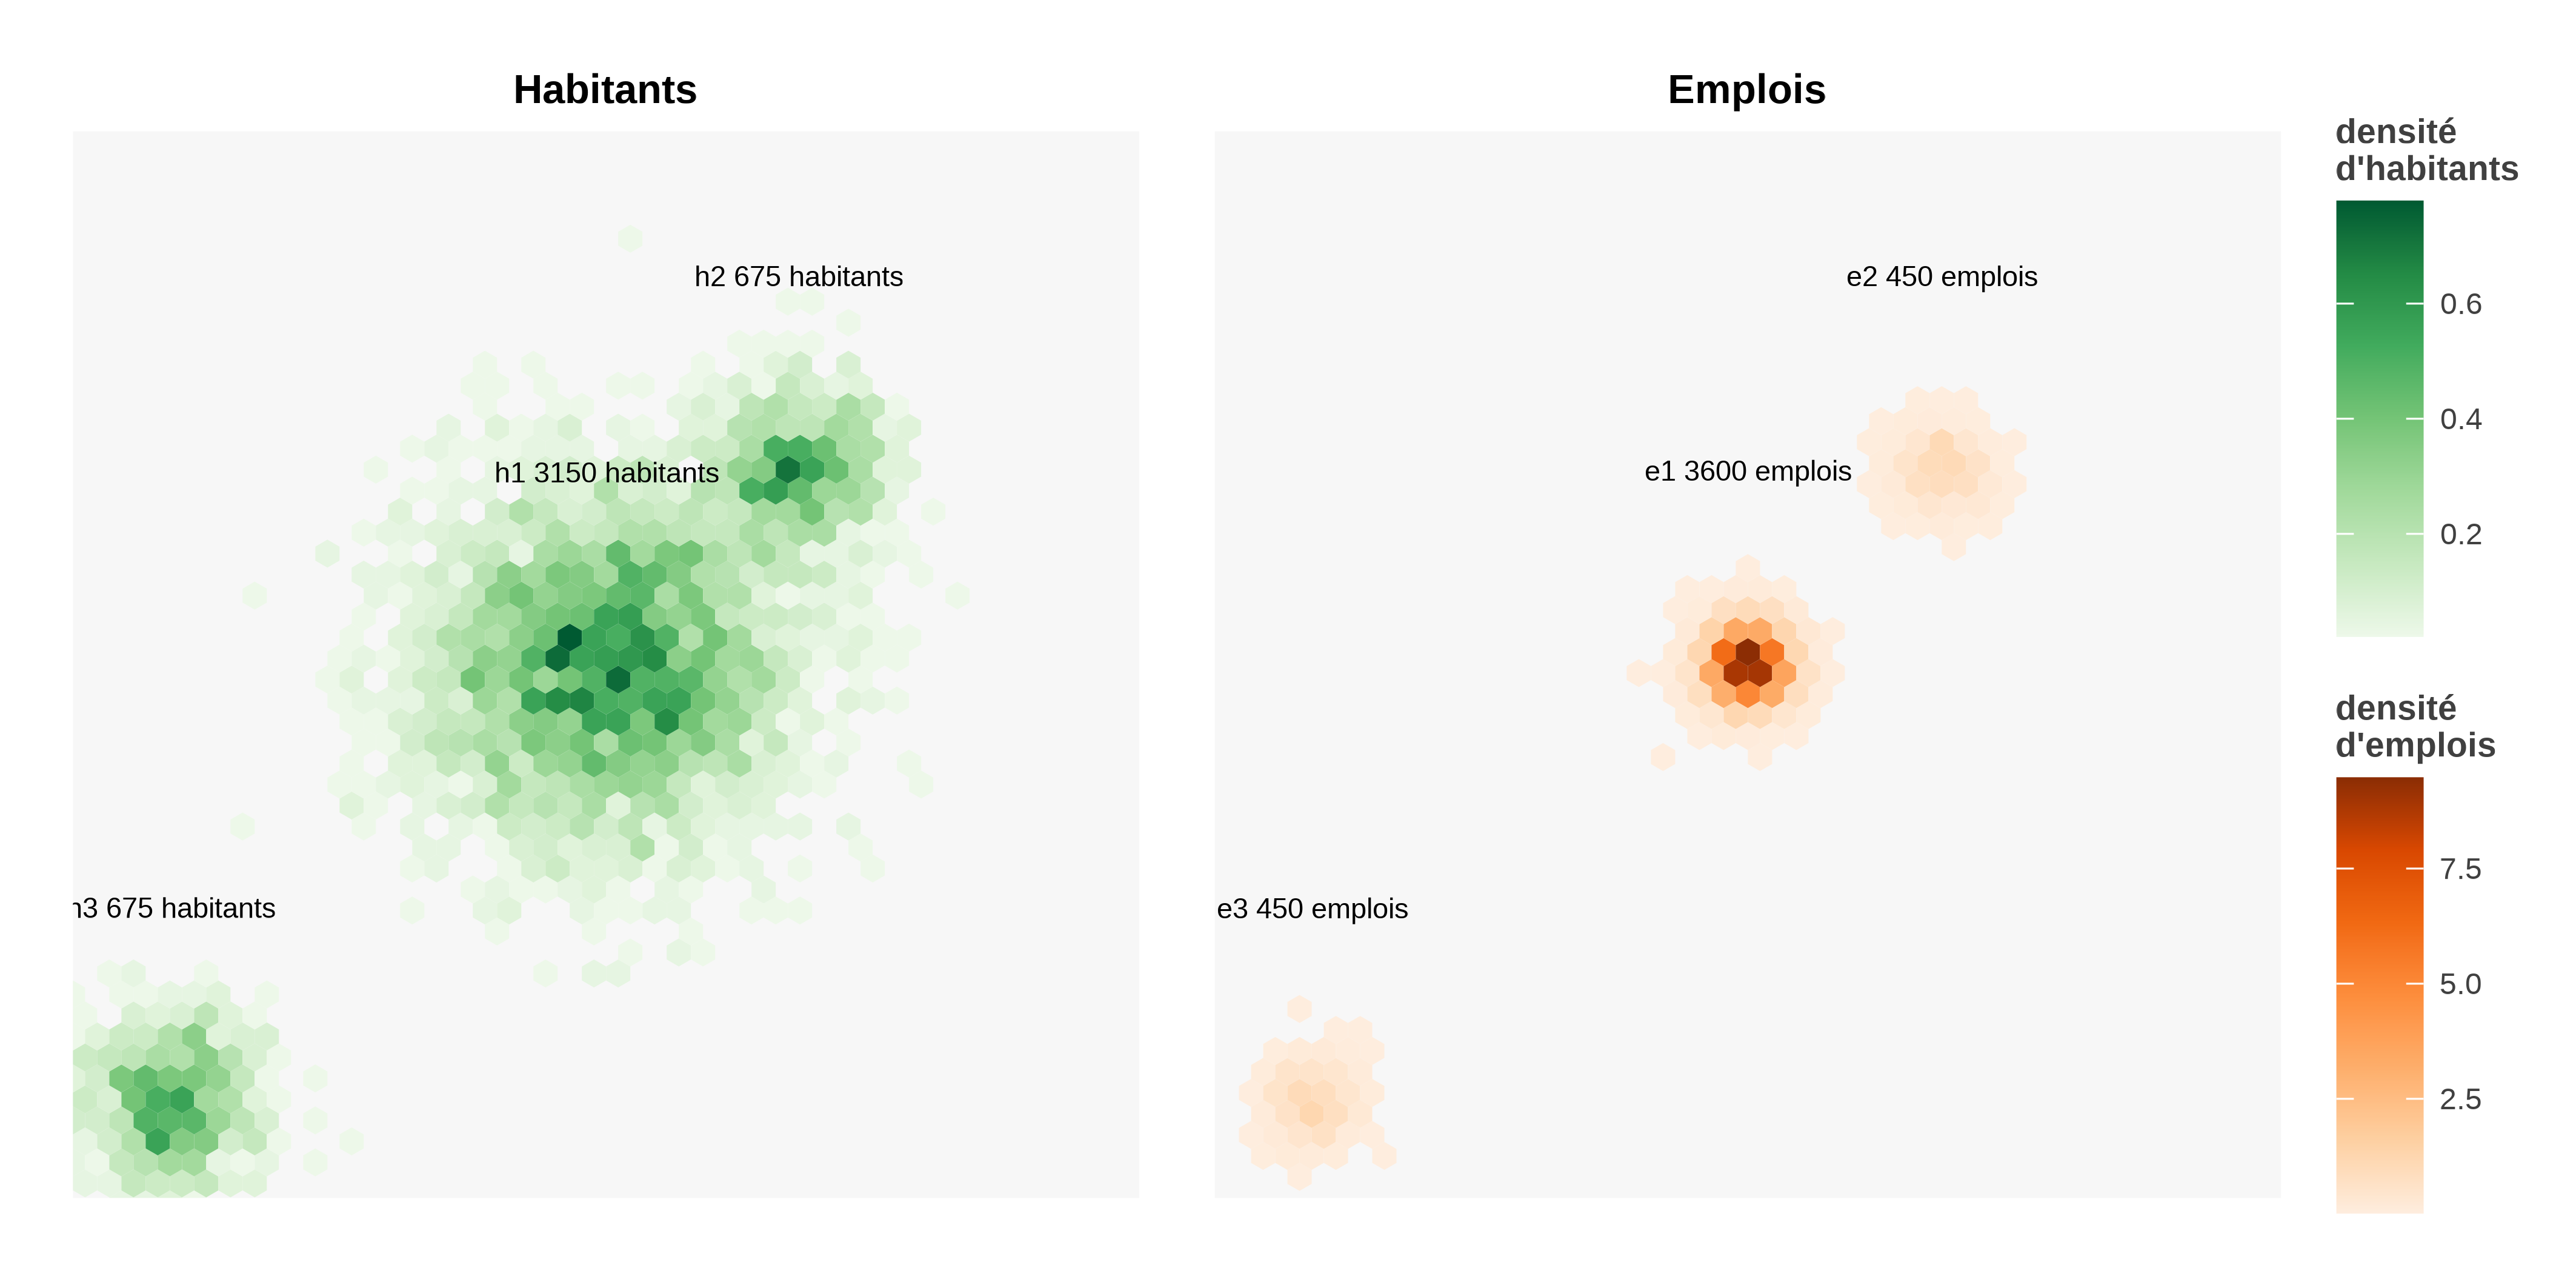 Habitants
Emplois
h2 675 habitants
h1 3150 habitants
h3 675 habitants
e2 450 emplois
e1 3600 emplois
e3 450 emplois
densité
d'habitants
0.6
0.4
0.2
densité
d'emplois
7.5
5.0
2.5